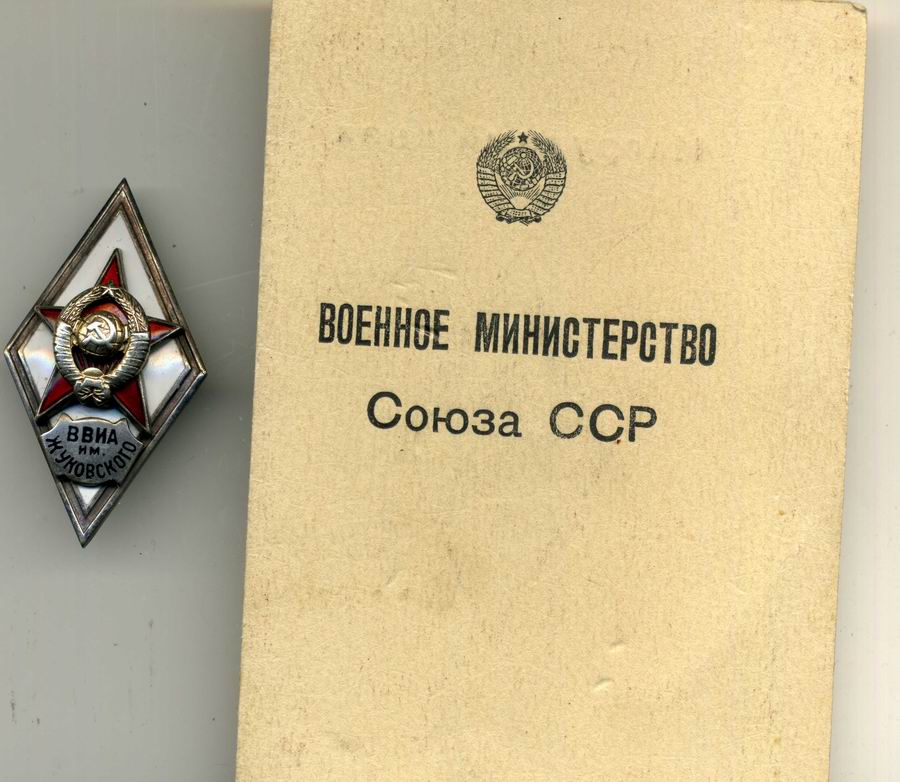 ВВИА
ИМ.
ЖУКОВСКОГО
ВОЕННОЕ МИНИСТЕРСТВО
Союза ССР